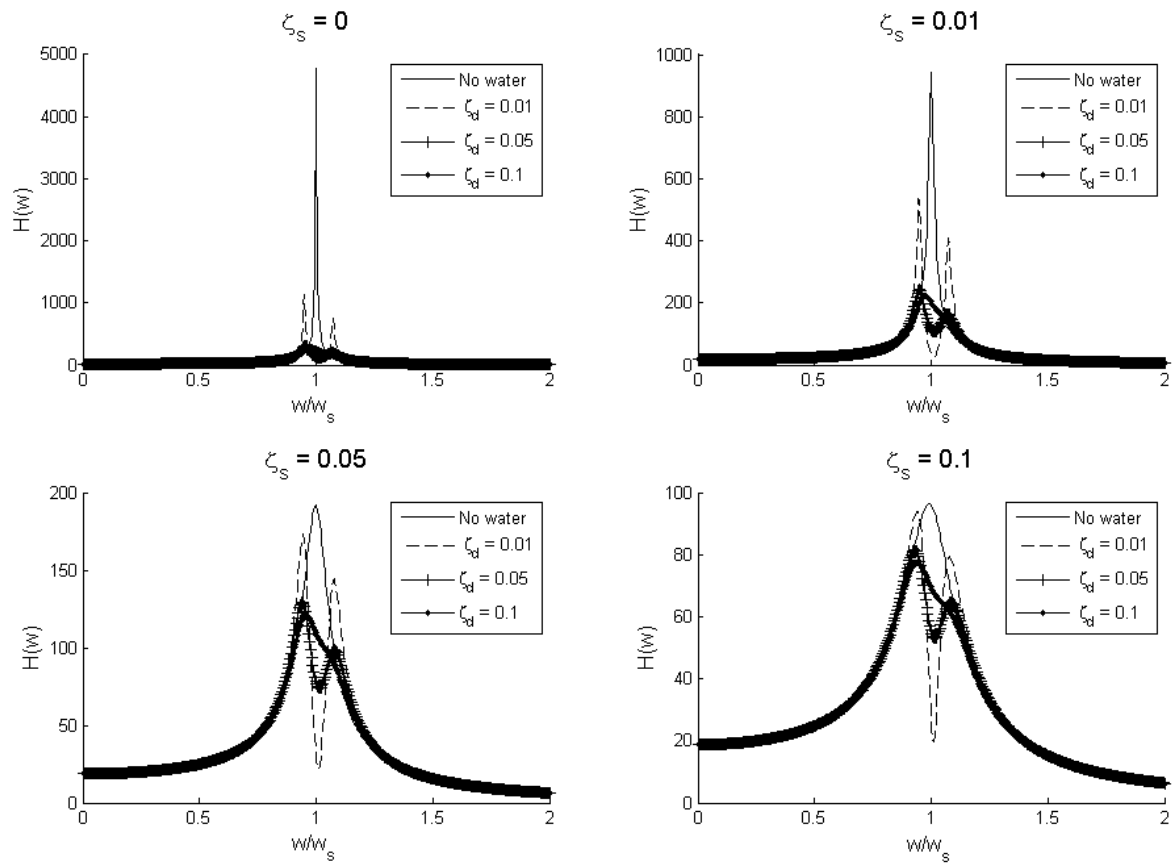 ζs = 0
5000
4000
3000
2000
1000
0
H(w)
0
0.5
1
1.5
2
w/ws
No water
ζd = 0.01
ζd = 0.05
ζd = 0.1
ζs = 0.01
1000
800
600
400
200
0
H(w)
0
0.5
1
1.5
2
w/ws
No water
ζd = 0.01
ζd = 0.05
ζd = 0.1
ζs = 0.05
200
150
100
50
0
H(w)
0
0.5
1
1.5
2
w/ws
No water
ζd = 0.01
ζd = 0.05
ζd = 0.1
ζs = 0.1
100
80
60
40
20
0
H(w)
0
0.5
1
1.5
2
w/ws
No water
ζd = 0.01
ζd = 0.05
ζd = 0.1